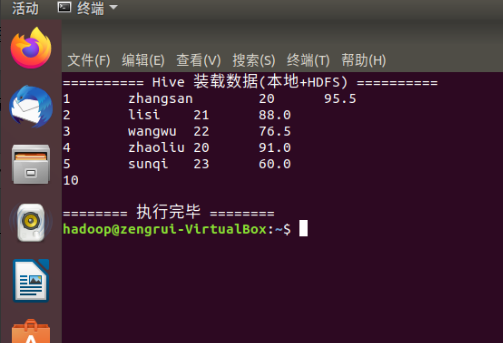 活动 终端
文件(F) 编辑(E) 查看(V) 搜索(S) 终端(T) 帮助(H)
========== Hive 装载数据(本地+HDFS) ==========
1 zhangsan 20 95.5
2 lisi 21 88.0
3 wangwu 22 76.5
4 zhaoliu 20 91.0
5 sunqi 23 60.0
10
======== 执行完毕 ========
hadoop@zengrui-VirtualBox:~$